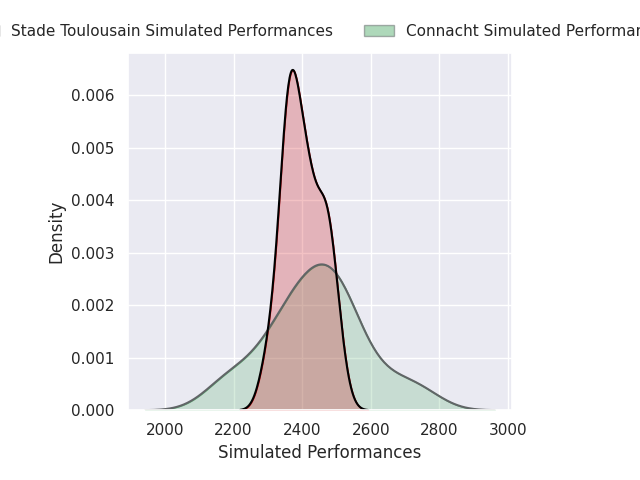 Stade Toulousain Simulated Performances Connacht Simulated
0.006
0.005
0.004
0.003
0.002
0.001
0.000
Density
2000 2200 2400 2600 2800 3000
Simulated Performances